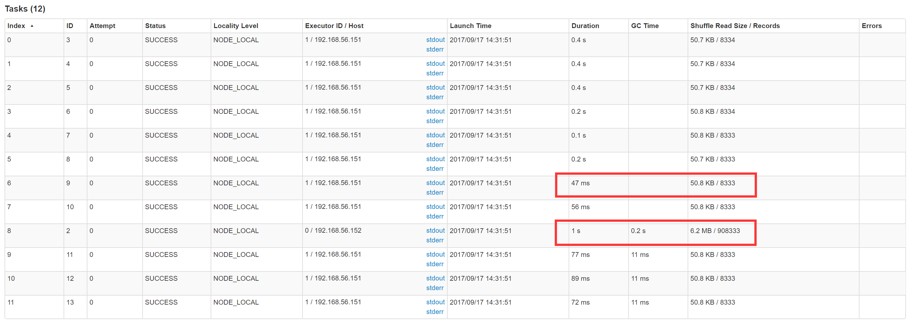 Tasks (12)
Index ID Attempt Status Locality Level Executor ID / Host Launch Time Duration GC Time Shuffle Read Size / Records Errors
0 3 0 SUCCESS NODE_LOCAL 1 / 192.168.56.151 stdout 2017/09/17 14:31:51 0.4 s 50.7 KB / 8334
stderr
1 4 0 SUCCESS NODE_LOCAL 1 / 192.168.56.151 stdout 2017/09/17 14:31:51 0.4 s 50.7 KB / 8334
stderr
2 5 0 SUCCESS NODE_LOCAL 1 / 192.168.56.151 stdout 2017/09/17 14:31:51 0.4 s 50.7 KB / 8334
stderr
3 6 0 SUCCESS NODE_LOCAL 1 / 192.168.56.151 stdout 2017/09/17 14:31:51 0.2 s 50.7 KB / 8334
stderr
4 7 0 SUCCESS NODE_LOCAL 1 / 192.168.56.151 stdout 2017/09/17 14:31:51 0.1 s 50.7 KB / 8333
stderr
5 8 0 SUCCESS NODE_LOCAL 1 / 192.168.56.151 stdout 2017/09/17 14:31:51 0.2 s 50.7 KB / 8333
stderr
6 9 0 SUCCESS NODE_LOCAL 1 / 192.168.56.151 stdout 2017/09/17 14:31:51 47 ms 50.8 KB / 8333
stderr
7 10 0 SUCCESS NODE_LOCAL 1 / 192.168.56.151 stdout 2017/09/17 14:31:51 56 ms 50.8 KB / 8333
stderr
8 2 0 SUCCESS NODE_LOCAL 0 / 192.168.56.152 stdout 2017/09/17 14:31:51 1 s 0.2 s 6.2 MB / 908333
stderr
9 11 0 SUCCESS NODE_LOCAL 1 / 192.168.56.151 stdout 2017/09/17 14:31:51 77 ms 11 ms 50.8 KB / 8333
stderr
10 12 0 SUCCESS NODE_LOCAL 1 / 192.168.56.151 stdout 2017/09/17 14:31:51 89 ms 11 ms 50.8 KB / 8333
stderr
11 13 0 SUCCESS NODE_LOCAL 1 / 192.168.56.151 stdout 2017/09/17 14:31:51 72 ms 11 ms 50.8 KB / 8333
stderr